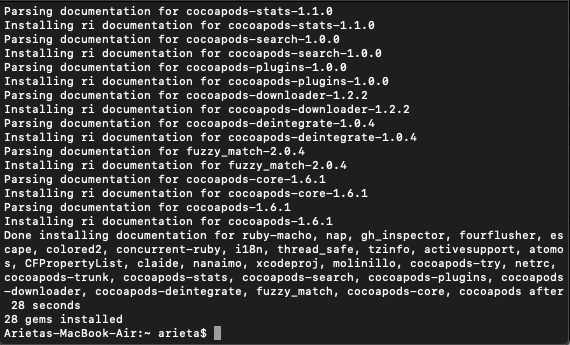 Parsing documentation for cocoapods-stats-1.1.0
Installing ri documentation for cocoapods-stats-1.1.0
Parsing documentation for cocoapods-search-1.0.0
Installing ri documentation for cocoapods-search-1.0.0
Parsing documentation for cocoapods-plugins-1.0.0
Installing ri documentation for cocoapods-plugins-1.0.0
Parsing documentation for cocoapods-downloader-1.2.2
Installing ri documentation for cocoapods-downloader-1.2.2
Parsing documentation for cocoapods-deintegrate-1.0.4
Installing ri documentation for cocoapods-deintegrate-1.0.4
Parsing documentation for fuzzy_match-2.0.4
Installing ri documentation for fuzzy_match-2.0.4
Parsing documentation for cocoapods-core-1.6.1
Installing ri documentation for cocoapods-core-1.6.1
Parsing documentation for cocoapods-1.6.1
Installing ri documentation for cocoapods-1.6.1
Done installing documentation for ruby-macho, nap, gh_inspector, fourflusher, es
cape, colored2, concurrent-ruby, i18n, thread_safe, tzinfo, activesupport, atomo
s, CFPropertyList, claide, nanaimo, xcodeproj, molinillo, cocoapods-try, netrc,
cocoapods-trunk, cocoapods-stats, cocoapods-search, cocoapods-plugins, cocoapods
-downloader, cocoapods-deintegrate, fuzzy_match, cocoapods-core, cocoapods after
 28 seconds
28 gems installed
Arietas-MacBook-Air:~ arieta$